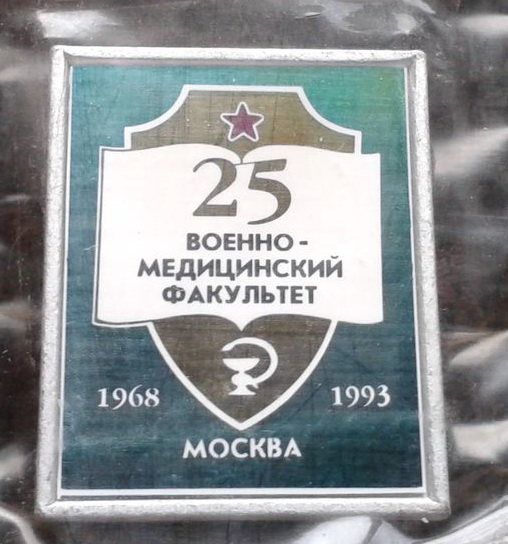 25
ВОЕННО-
МЕДИЦИНСКИЙ
ФАКУЛЬТЕТ
1968 1993
МОСКВА